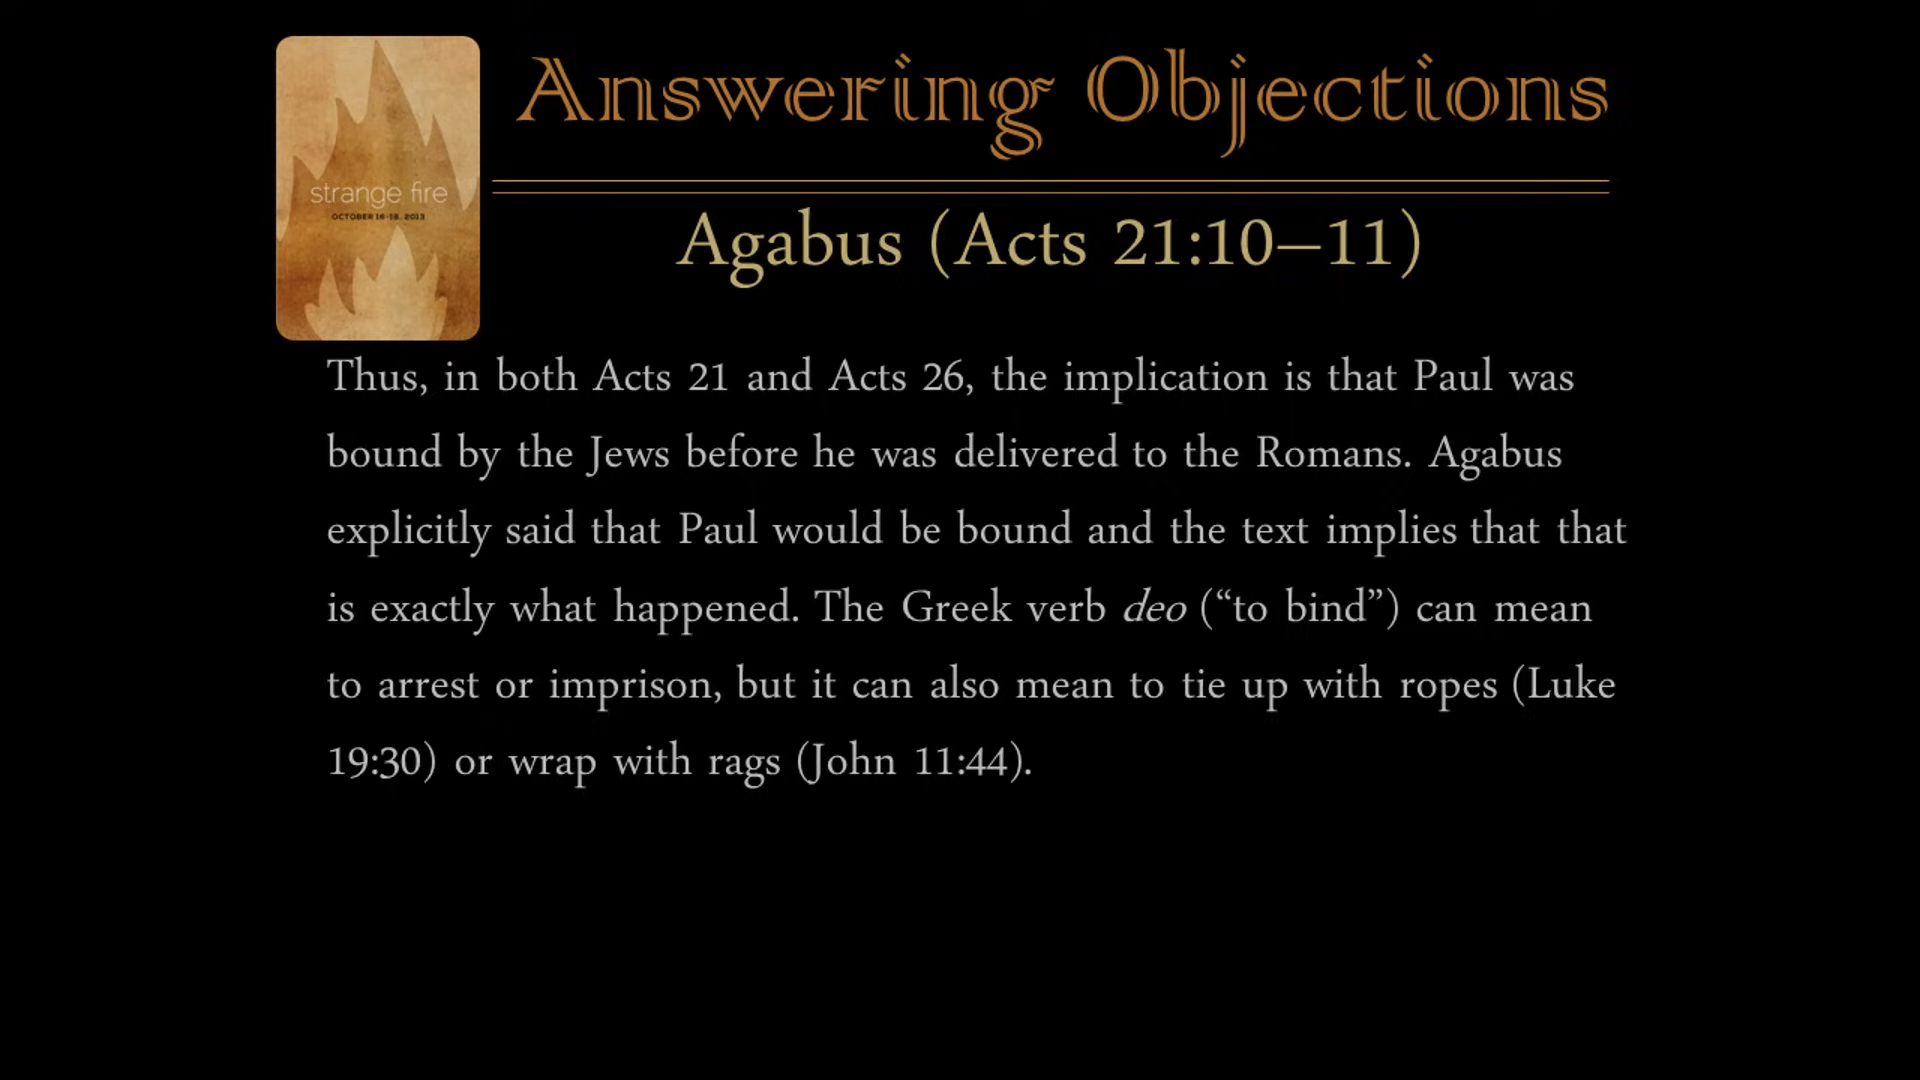 Answering Objections
strange fire
OCTOBER 16-18, 2013
Agabus (Acts 21:10–11)
Thus, in both Acts 21 and Acts 26, the implication is that Paul was
bound by the Jews before he was delivered to the Romans. Agabus
explicitly said that Paul would be bound and the text implies that that
is exactly what happened. The Greek verb deo (“to bind”) can mean
to arrest or imprison, but it can also mean to tie up with ropes (Luke
19:30) or wrap with rags (John 11:44).